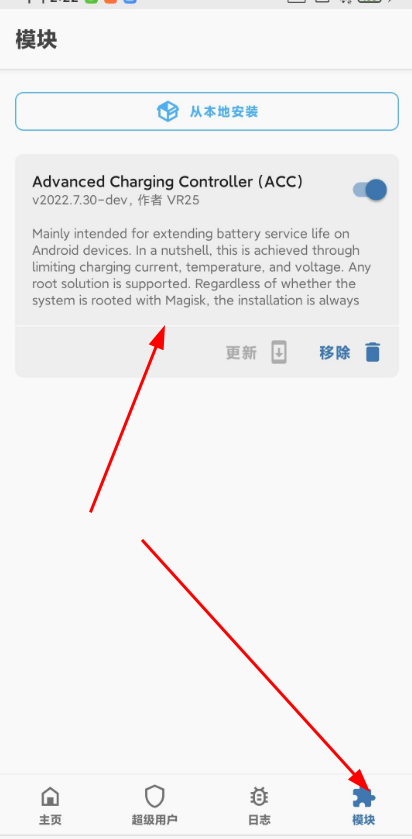 模块
从本地安装
Advanced Charging Controller (ACC)
v2022.7.30-dev, 作者 VR25
Mainly intended for extending battery service life on
Android devices. In a nutshell, this is achieved through
limiting charging current, temperature, and voltage. Any
root solution is supported. Regardless of whether the
system is rooted with Magisk, the installation is always
更新 移除
主页 超级用户 日志 模块